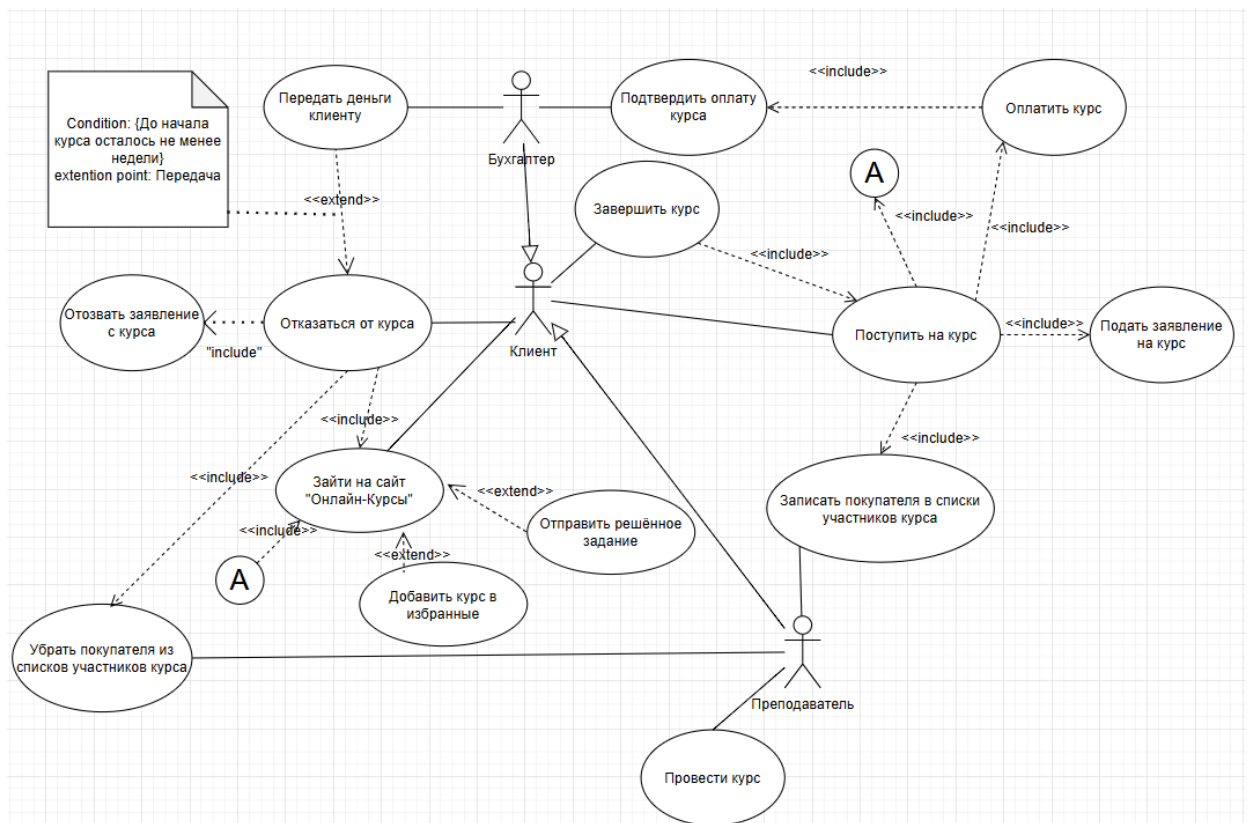 <<include>>
Передать деньги
клиенту
Подтвердить оплату
курса
Оплатить курс
Condition: {До начала
курса осталось не менее
недели}
extention point: Передача
Бухгалтер
A
<<extend>>
Завершить курс
<<include>>
<<include>>
<<include>>
Отозвать заявление
с курса
Отказаться от курса
Поступить на курс
<<include>>
Подать заявление
на курс
"include"
Клиент
<<include>>
<<include>>
<<include>>
Зайти на сайт
"Онлайн-Курсы"
<<extend>>
Записать покупателя в списки
участников курса
<<include>>
Отправить решённое
задание
<<extend>>
A
Добавить курс в
избранные
Убрать покупателя из
списков участников курса
Преподаватель
Провести курс